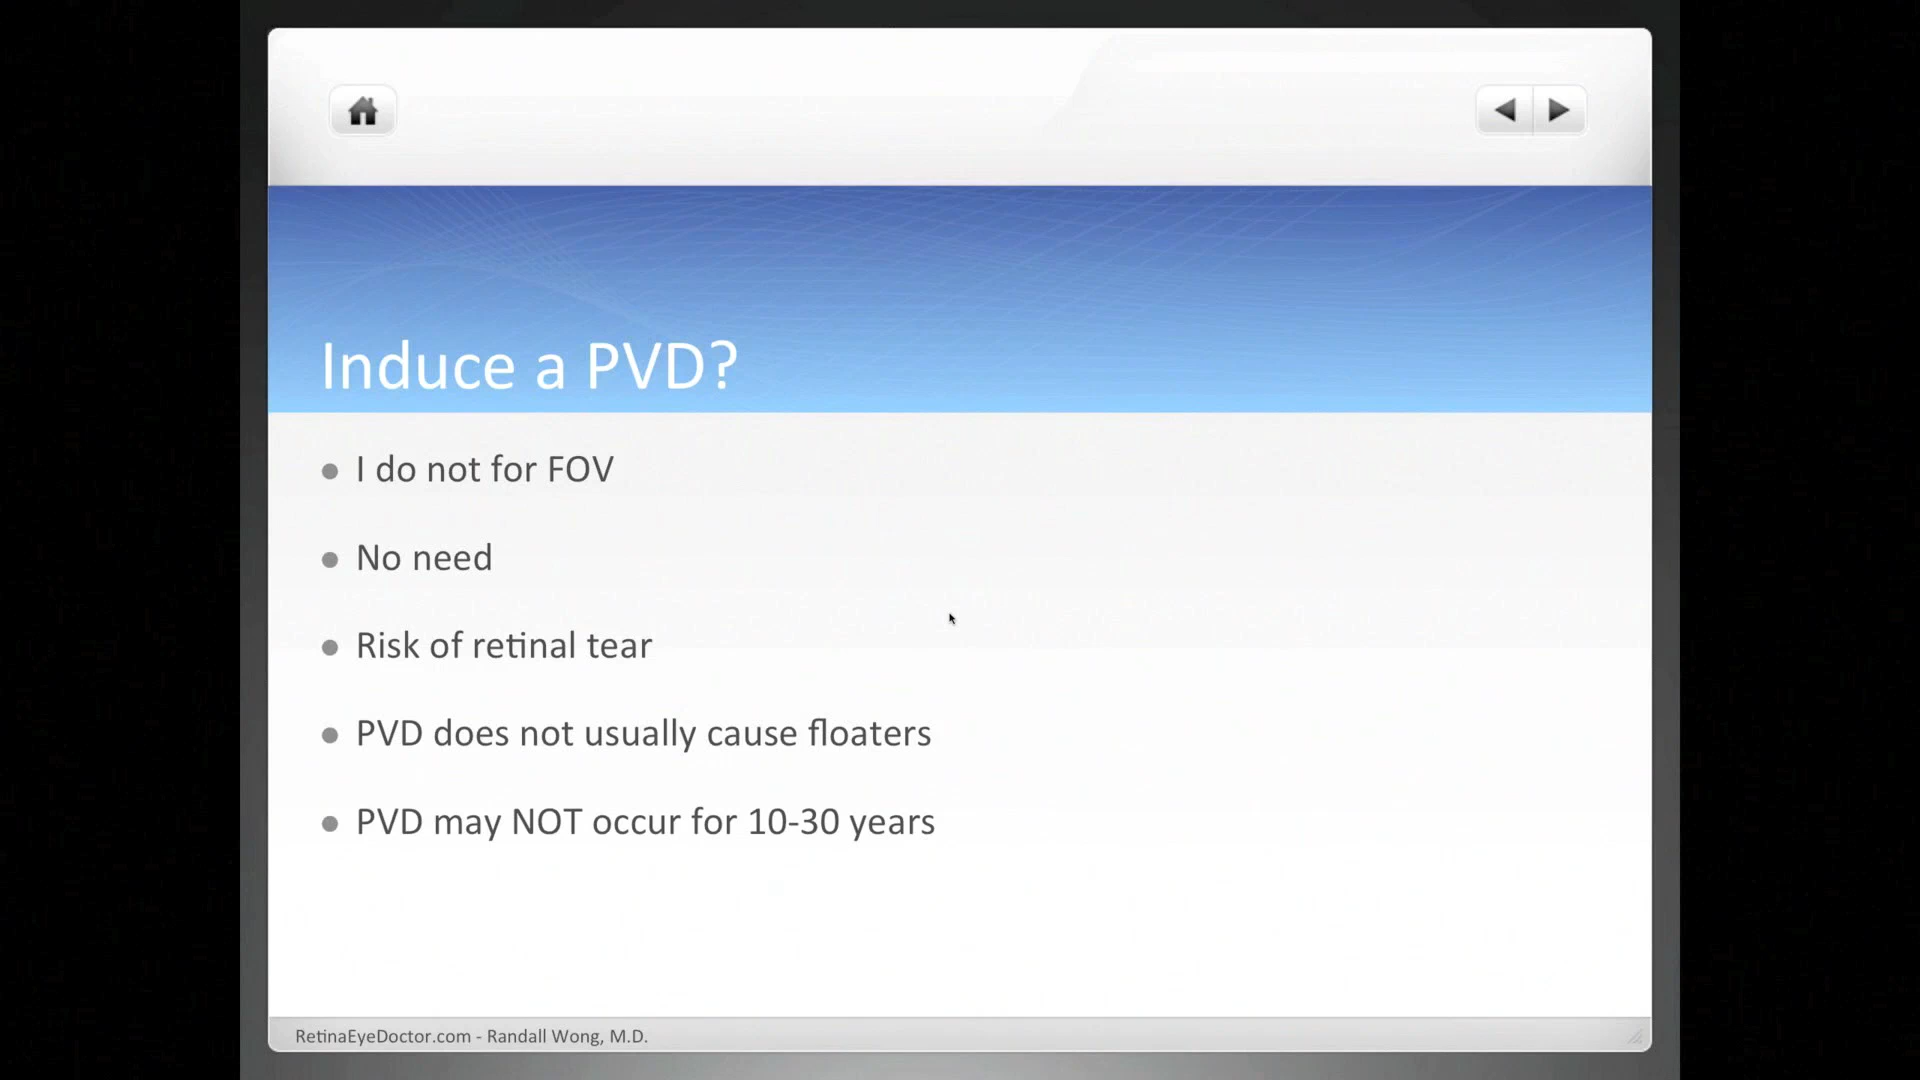 Induce a PVD?
I do not for FOV
No need
Risk of retinal tear
PVD does not usually cause floaters
PVD may NOT occur for 10-30 years
RetinaEyeDoctor.com - Randall Wong, M.D.